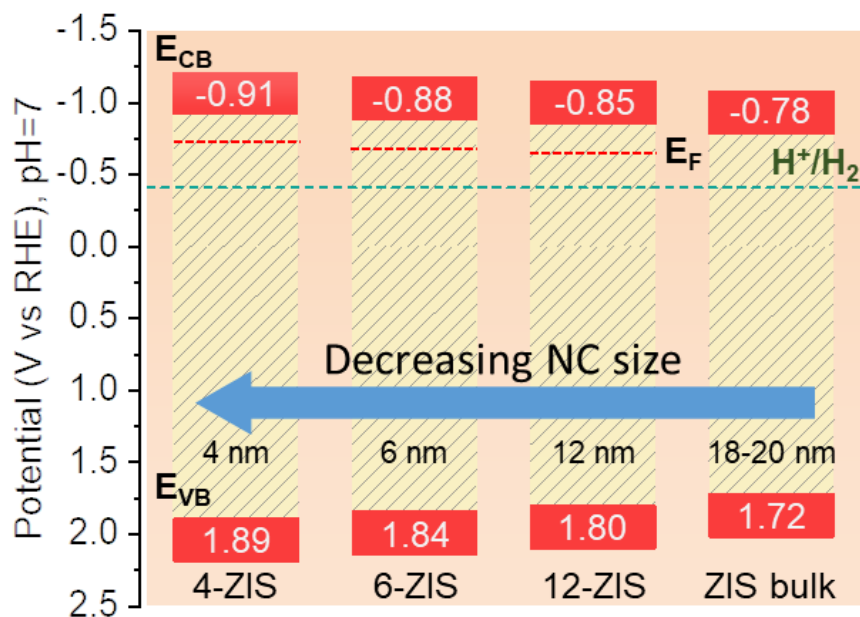 Potential (V vs RHE), pH=7
-1.5
-1.0
-0.5
0.0
0.5
1.0
1.5
2.0
2.5
E_CB
-0.91
-0.88
-0.85
-0.78
E_F
H⁺/H₂
Decreasing NC size
4 nm
6 nm
12 nm
18-20 nm
E_VB
1.89
1.84
1.80
1.72
4-ZIS
6-ZIS
12-ZIS
ZIS bulk